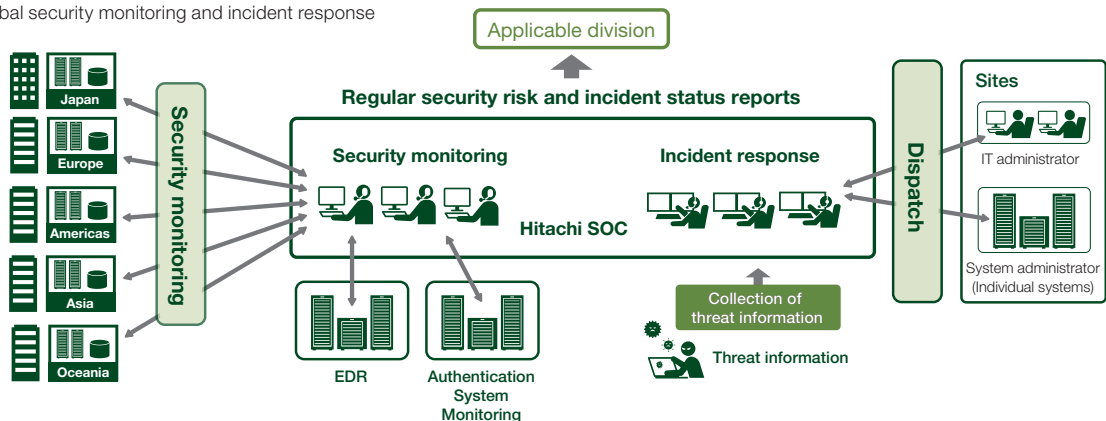 bal security monitoring and incident response
Applicable division
Regular security risk and incident status reports
Japan
Europe
Americas
Asia
Oceania
Security monitoring
Security monitoring
Incident response
Hitachi SOC
EDR
Authentication
System
Monitoring
Collection of
threat information
Threat information
Dispatch
Sites
IT administrator
System administrator
(Individual systems)